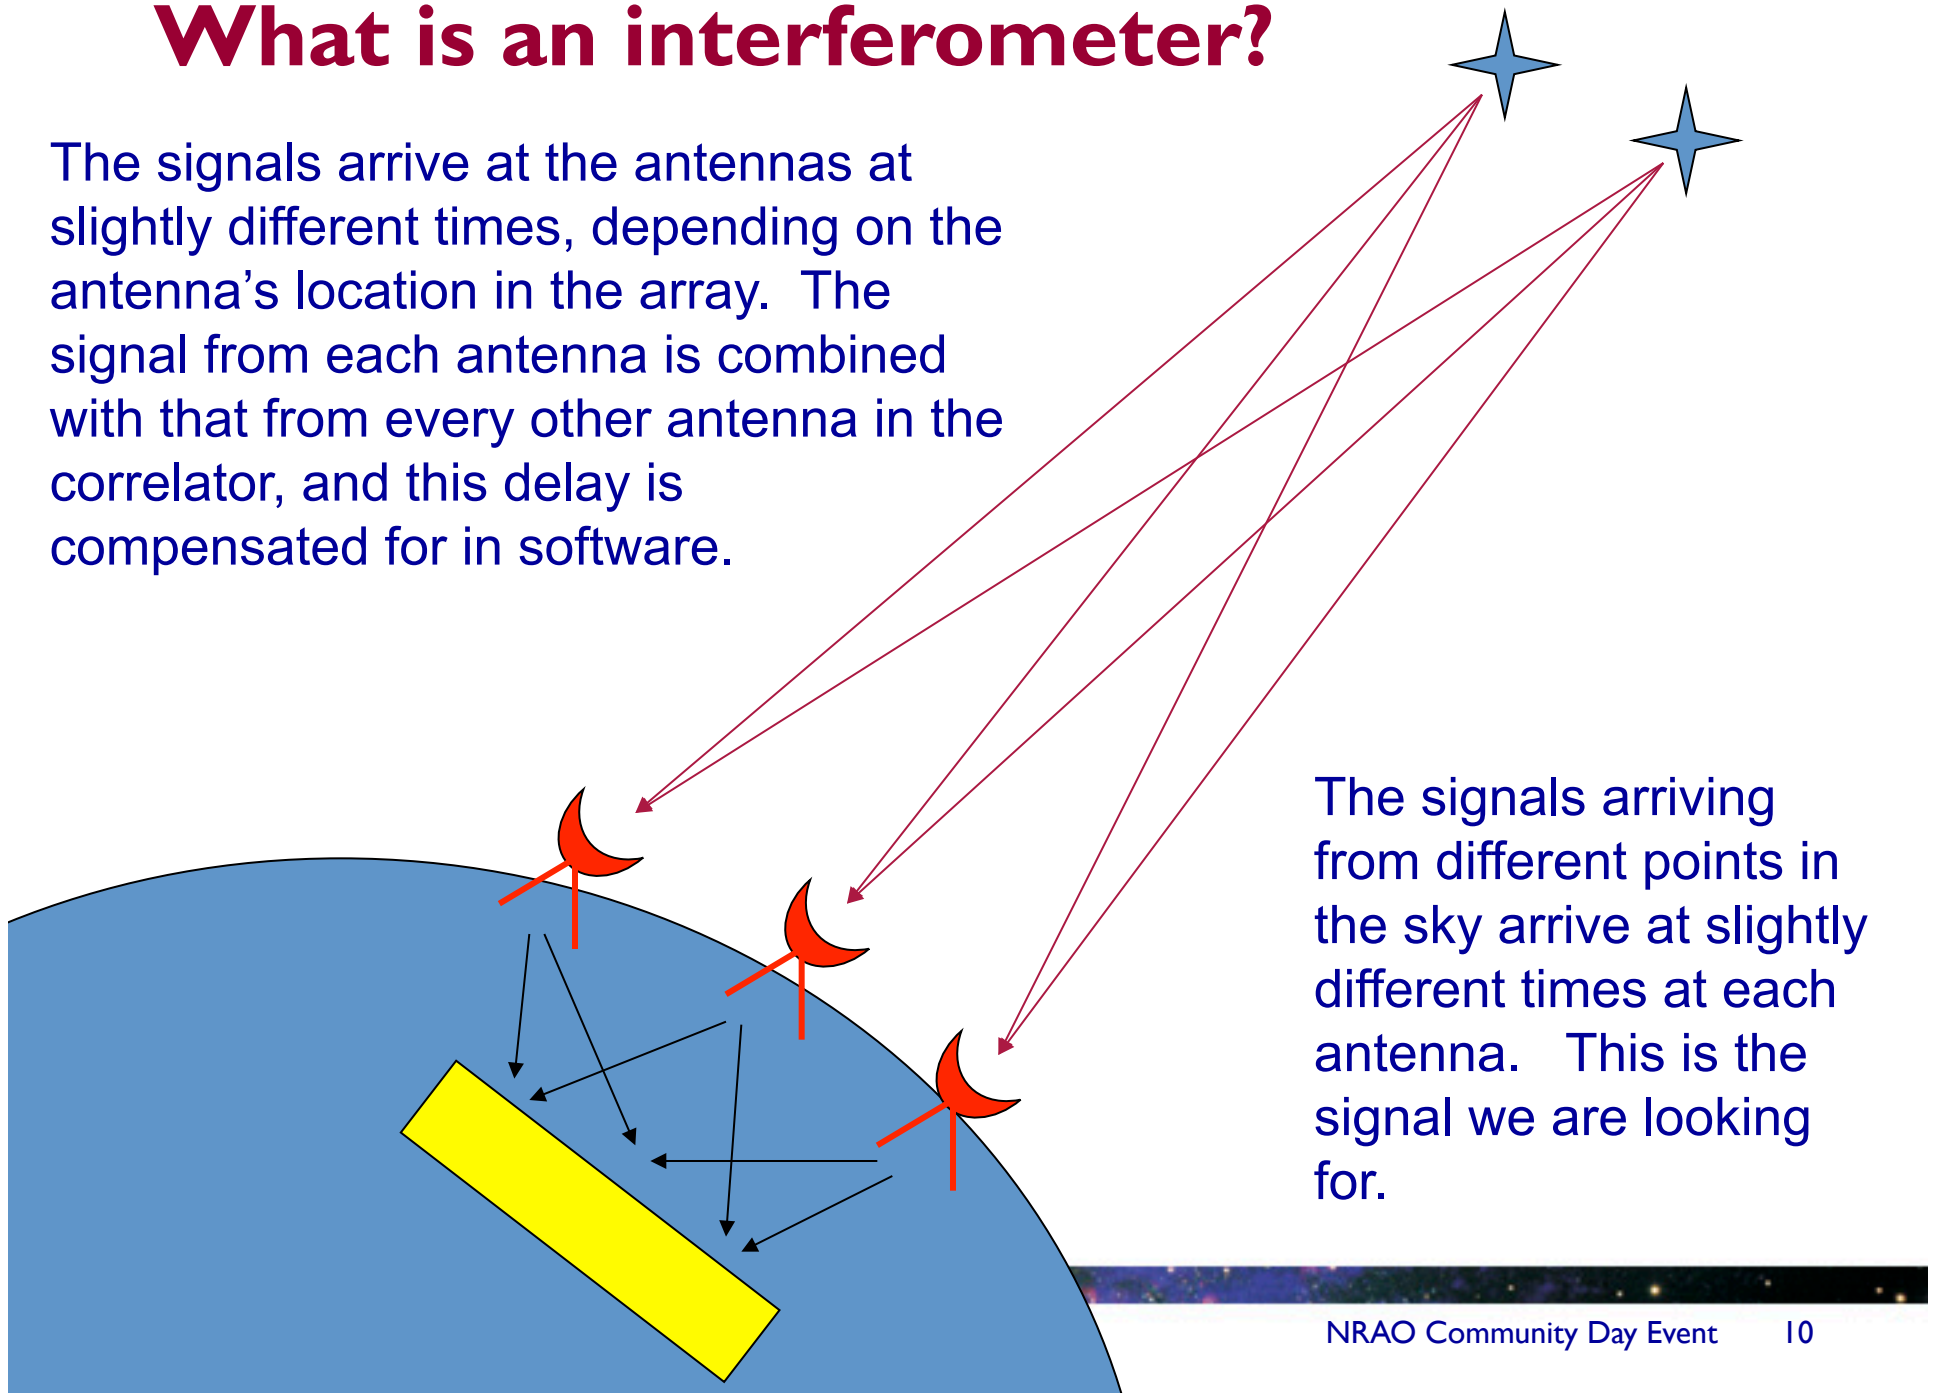 What is an interferometer?
The signals arrive at the antennas at
slightly different times, depending on the
antenna’s location in the array.  The
signal from each antenna is combined
with that from every other antenna in the
correlator, and this delay is
compensated for in software.
The signals arriving
from different points in
the sky arrive at slightly
different times at each
antenna.   This is the
signal we are looking
for.
NRAO Community Day Event 10